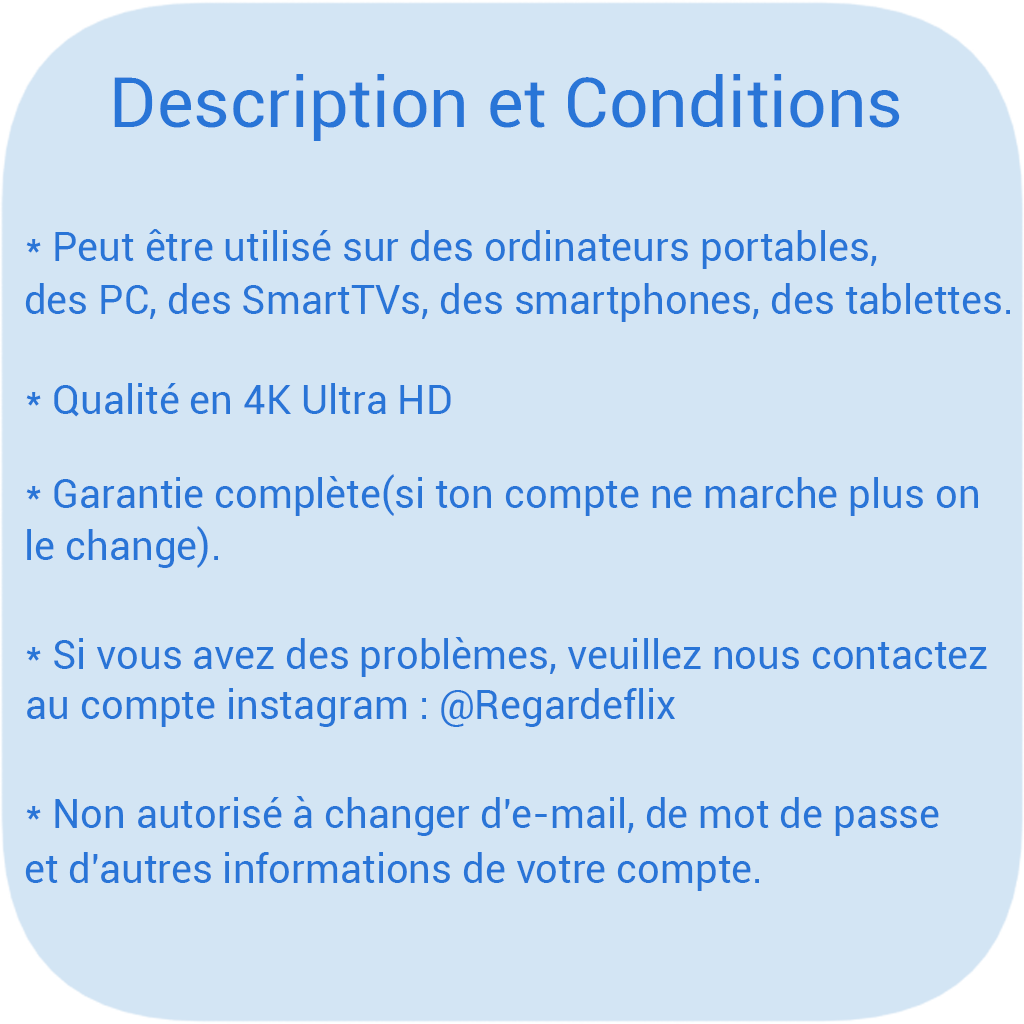 Description et Conditions
* Peut être utilisé sur des ordinateurs portables,
des PC, des SmartTVs, des smartphones, des tablettes.
* Qualité en 4K Ultra HD
* Garantie complète(si ton compte ne marche plus on
le change).
* Si vous avez des problèmes, veuillez nous contactez
au compte instagram : @Regardeflix
* Non autorisé à changer d'e-mail, de mot de passe
et d'autres informations de votre compte.